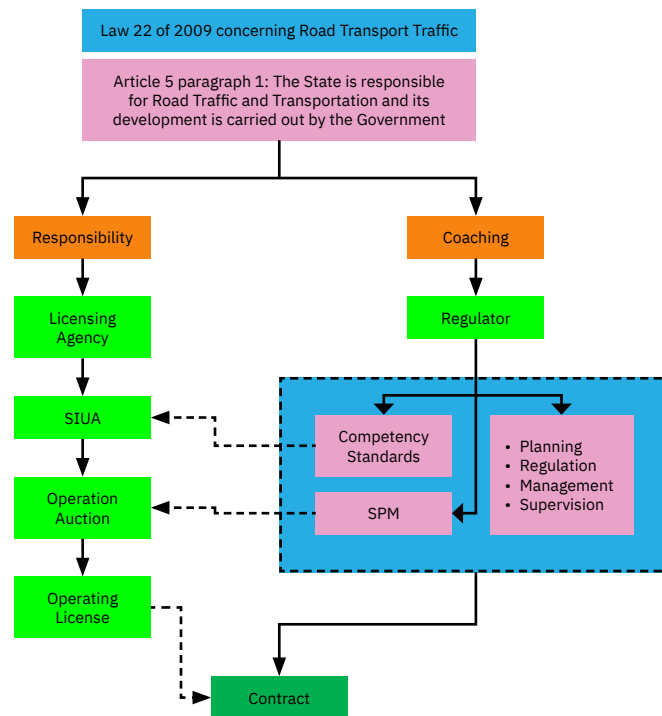 Law 22 of 2009 concerning Road Transport Traffic
Article 5 paragraph 1: The State is responsible
for Road Traffic and Transportation and its
development is carried out by the Government
Responsibility
Coaching
Licensing
Agency
Regulator
SIUA
Competency
Standards
• Planning
• Regulation
• Management
• Supervision
Operation
Auction
SPM
Operating
License
Contract